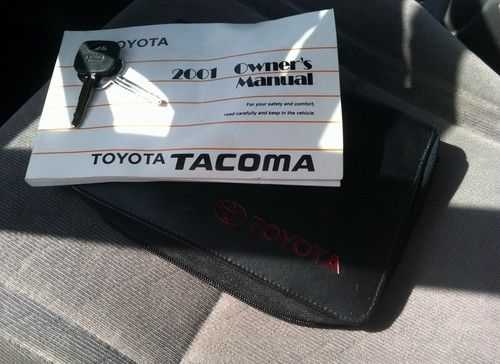 TOYOTA
2001 Owner's
Manual
For your safety and comfort,
read carefully and keep in the vehicle.
TOYOTA TACOMA
TOYOTA